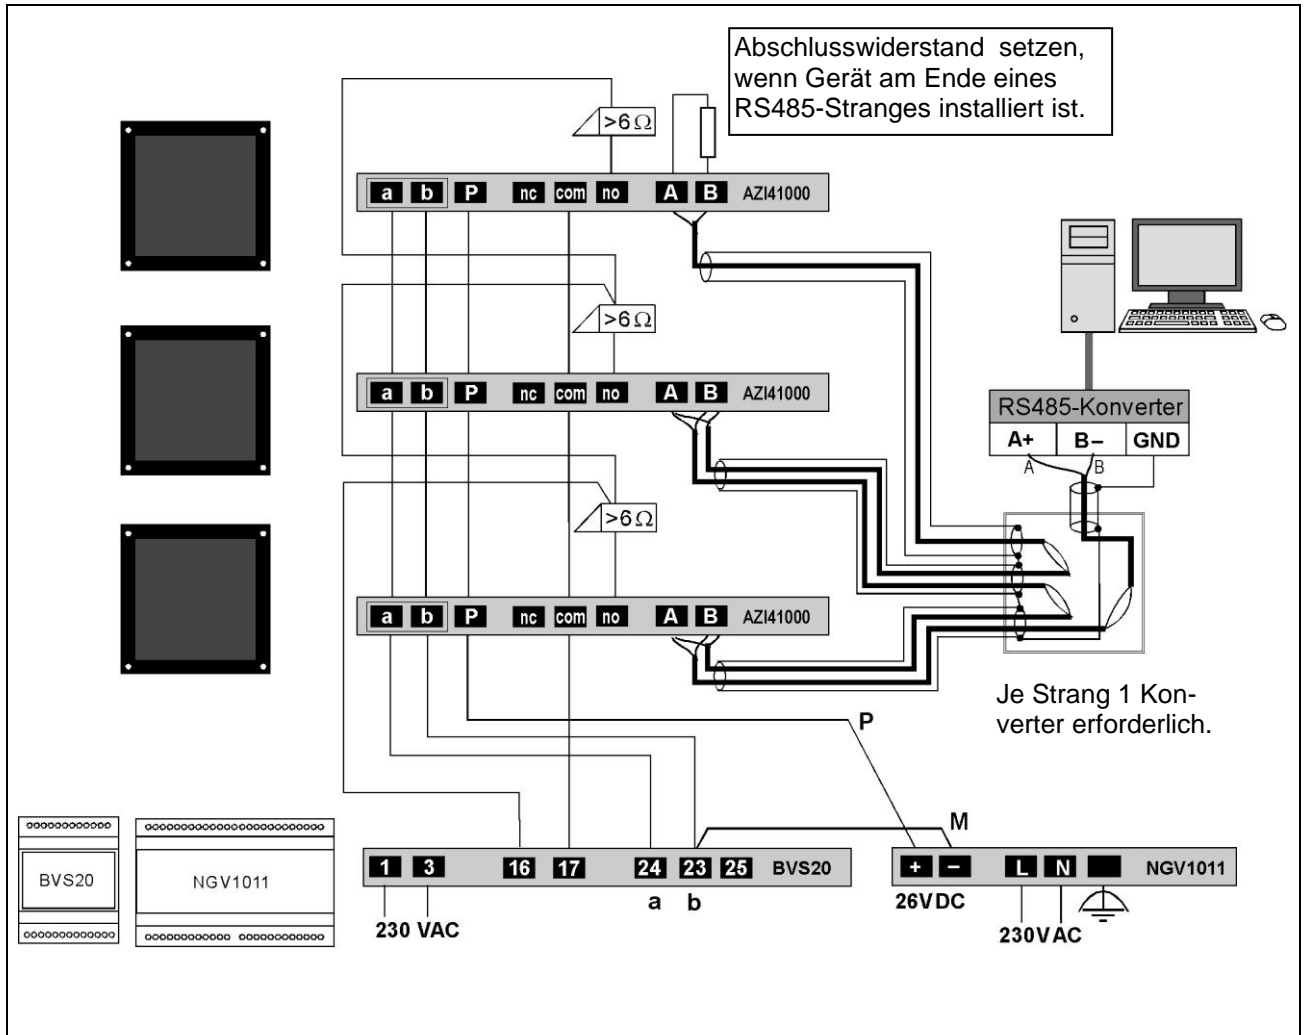 Abschlusswiderstand setzen,
wenn Gerät am Ende eines
RS485-Stranges installiert ist.
>6Ω
a b P nc com no A B AZI41000
>6Ω
a b P nc com no A B AZI41000
RS485-Konverter
A+ B− GND
A B
>6Ω
a b P nc com no A B AZI41000
Je Strang 1 Kon-
verter erforderlich.
P
M
BVS20
NGV1011
1 3 16 17 24 23 25 BVS20
a b
230 VAC
+ − L N NGV1011
26VDC
230VAC